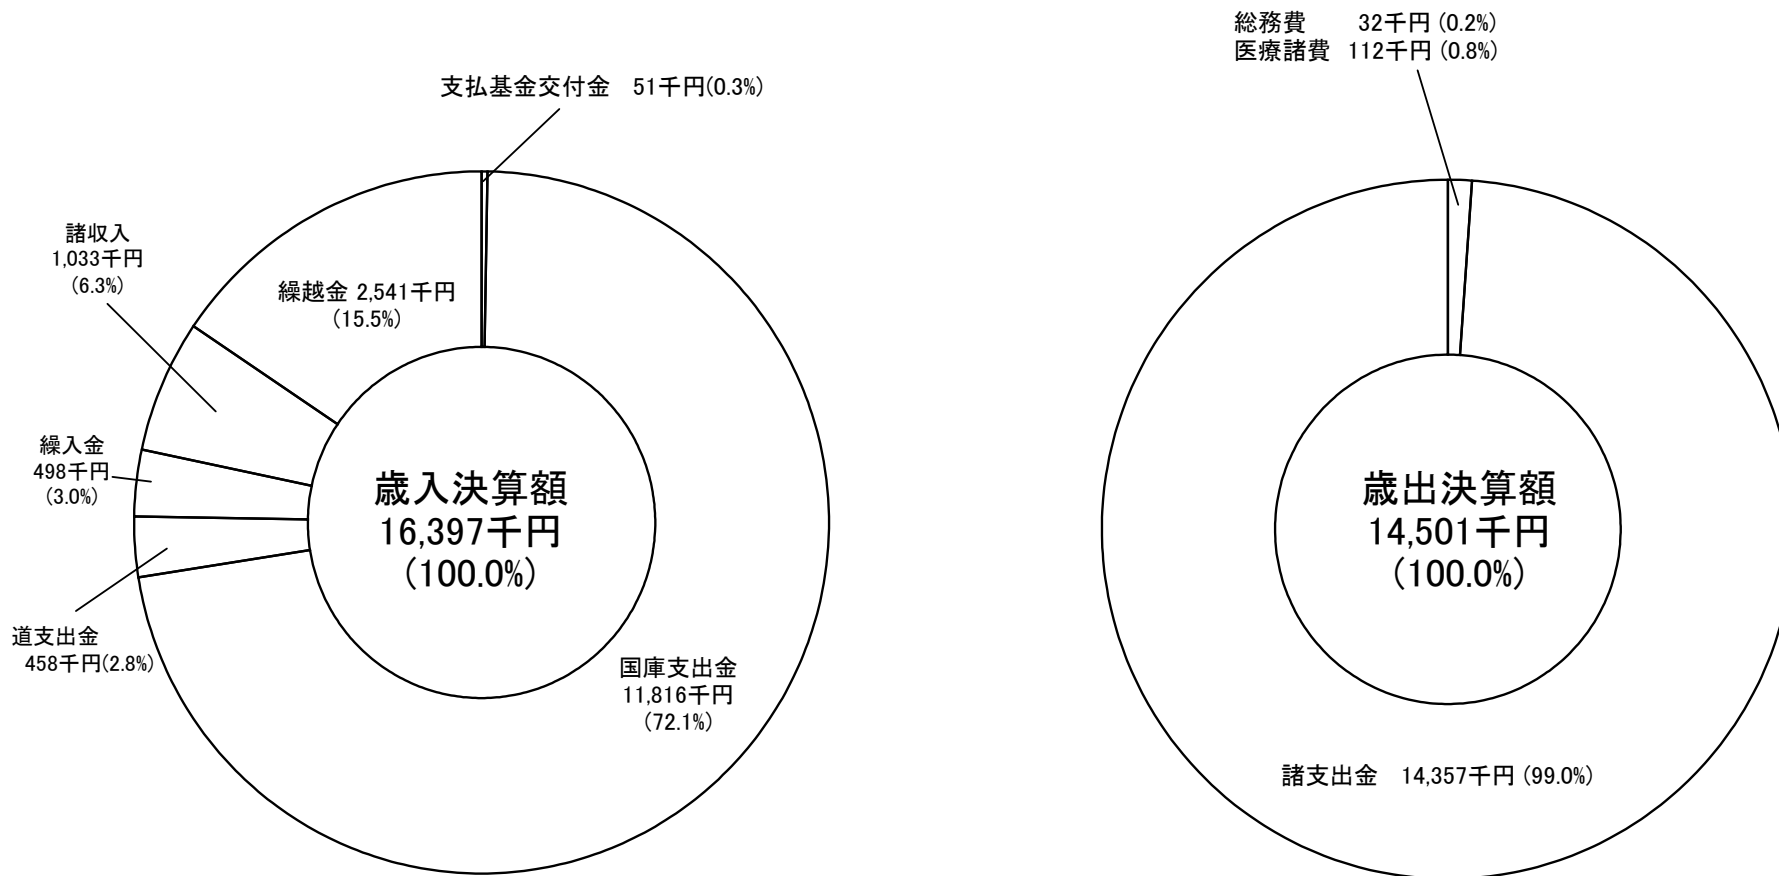 支払基金交付金　51千円(0.3%)
諸収入
1,033千円
(6.3%)
繰越金 2,541千円
(15.5%)
繰入金
498千円
(3.0%)
道支出金
458千円(2.8%)
歳入決算額
16,397千円
(100.0%)
国庫支出金
11,816千円
(72.1%)
総務費　　32千円 (0.2%)
医療諸費　112千円 (0.8%)
歳出決算額
14,501千円
(100.0%)
諸支出金　14,357千円 (99.0%)